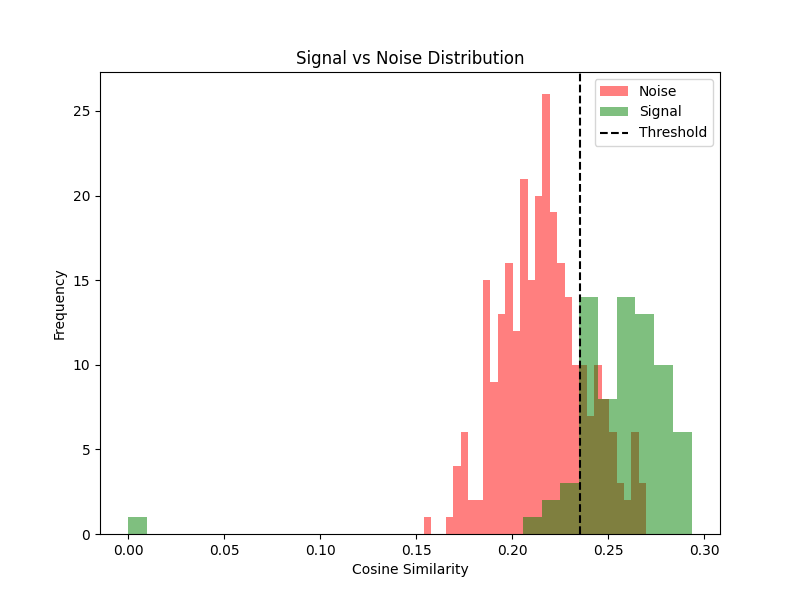 Signal vs Noise Distribution
Noise
Signal
Threshold
Frequency
25
20
15
10
5
0
0.00 0.05 0.10 0.15 0.20 0.25 0.30
Cosine Similarity